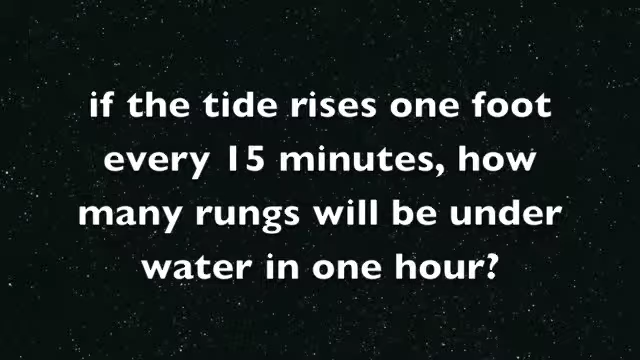 if the tide rises one foot
every 15 minutes, how
many rungs will be under
water in one hour?